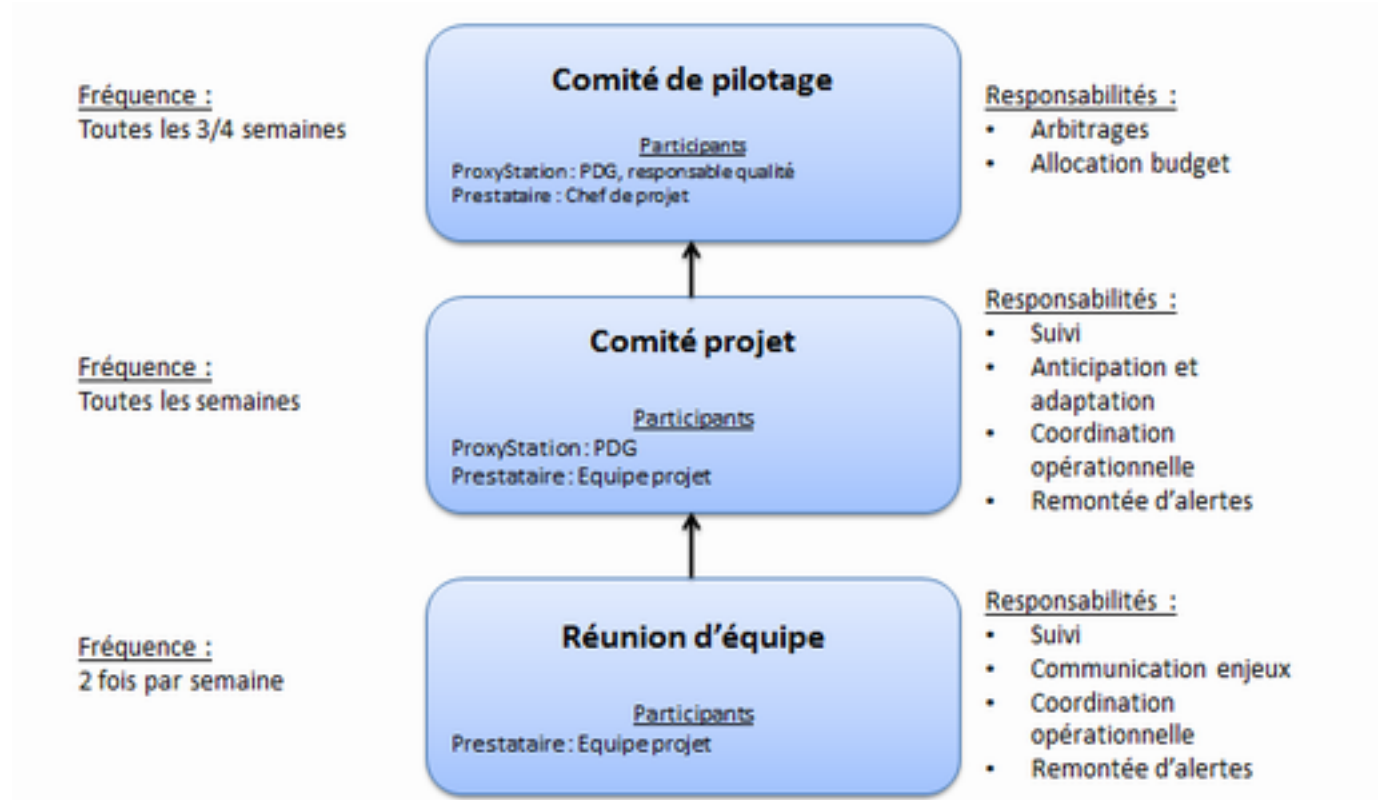 Fréquence :
Toutes les 3/4 semaines
Comité de pilotage
Participants
ProxyStation : PDG, responsable qualité
Prestataire : Chef de projet
Responsabilités :
• Arbitrages
• Allocation budget
Fréquence :
Toutes les semaines
Comité projet
Participants
ProxyStation : PDG
Prestataire : Equipe projet
Responsabilités :
• Suivi
• Anticipation et
adaptation
• Coordination
opérationnelle
• Remontée d’alertes
Fréquence :
2 fois par semaine
Réunion d’équipe
Participants
Prestataire : Equipe projet
Responsabilités :
• Suivi
• Communication enjeux
• Coordination
opérationnelle
• Remontée d’alertes